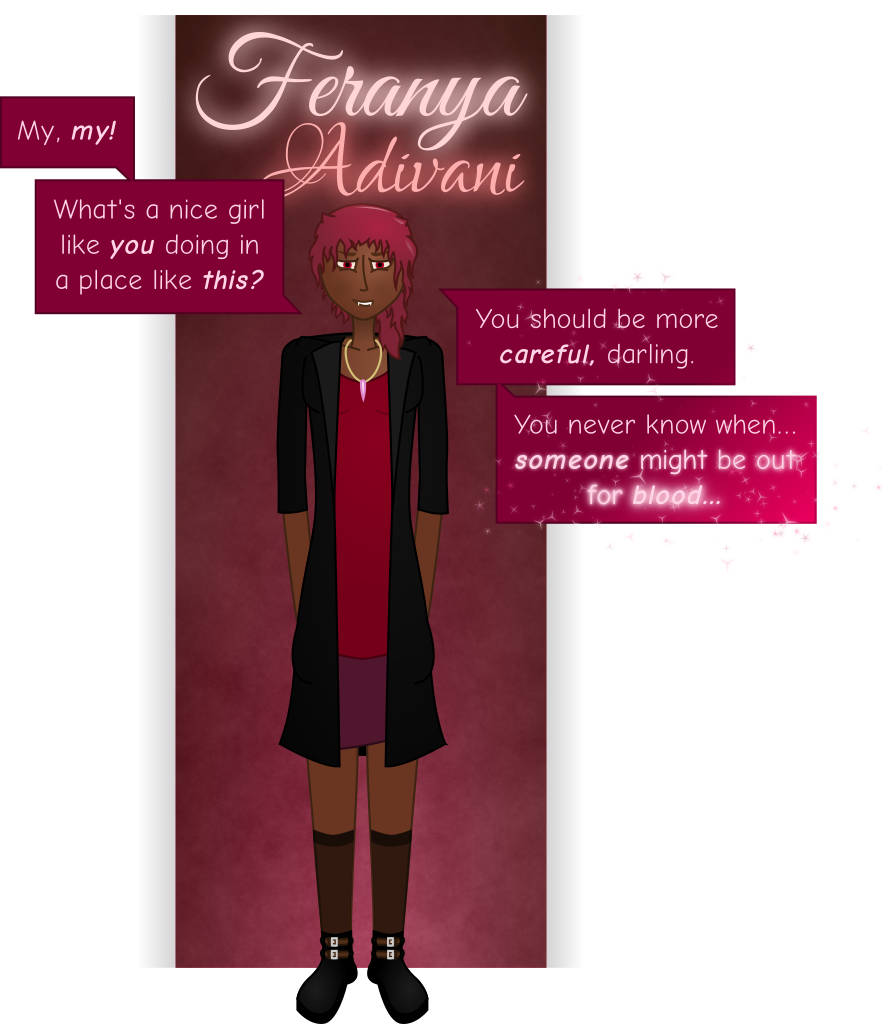 Feranya
Adivani
My, my!
What's a nice girl
like you doing in
a place like this?
You should be more
careful, darling.
You never know when...
someone might be out
for blood...